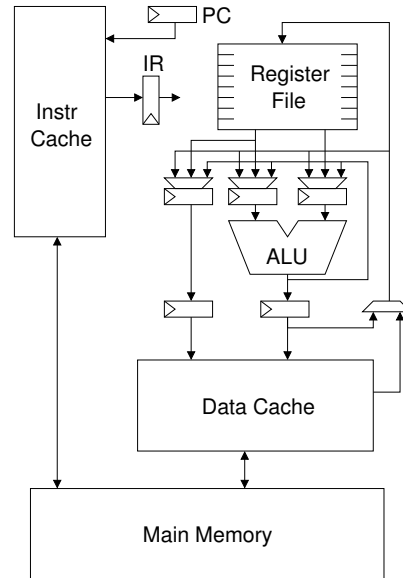 PC
IR
Instr
Cache
Register
File
ALU
Data Cache
Main Memory